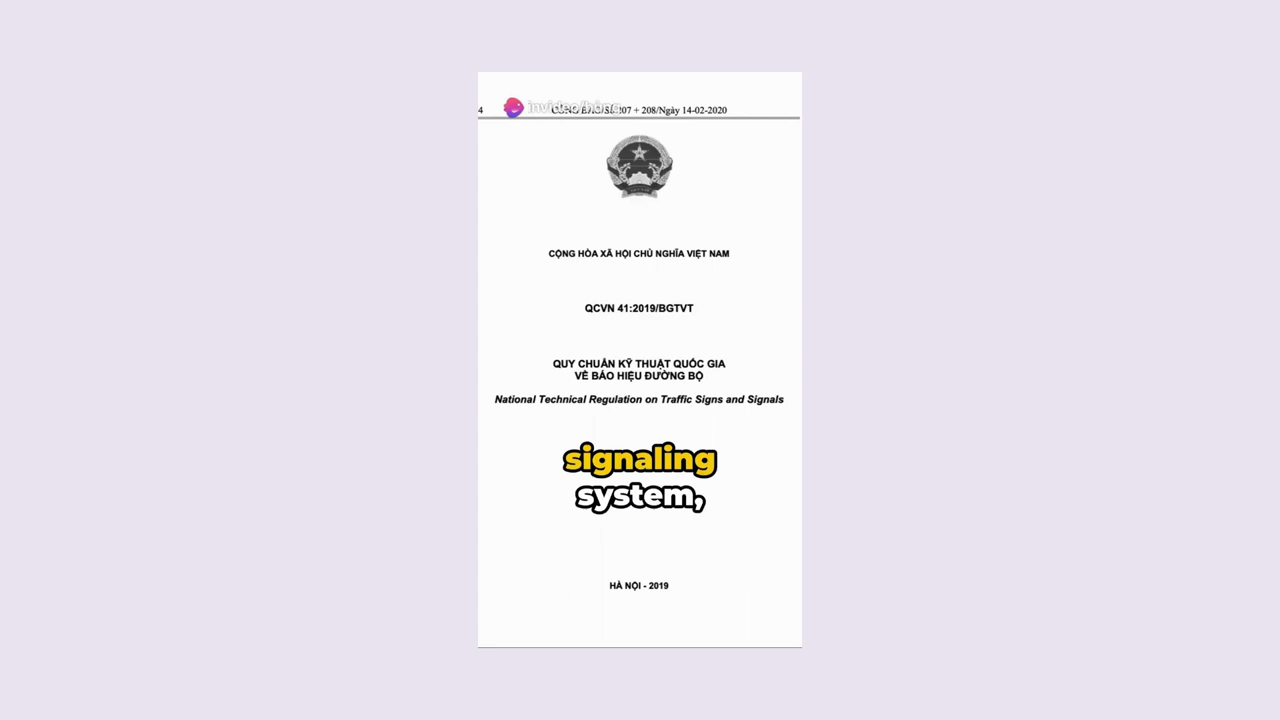 4
invideo
207 + 208/Ngày 14-02-2020
CỘNG HÒA XÃ HỘI CHỦ NGHĨA VIỆT NAM
QCVN 41:2019/BGTVT
QUY CHUẨN KỸ THUẬT QUỐC GIA
VỀ BÁO HIỆU ĐƯỜNG BỘ
National Technical Regulation on Traffic Signs and Signals
signaling
system,
HÀ NỘI - 2019